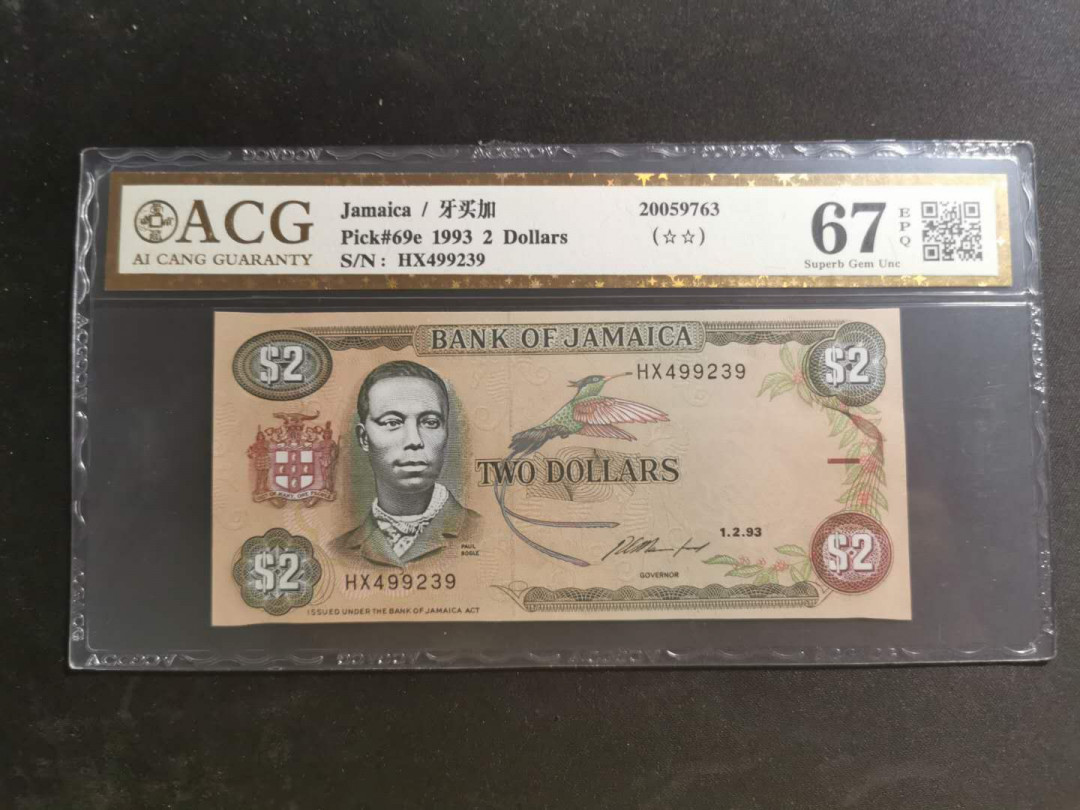 ACG
AI CANG GUARANTY
Jamaica / 牙买加
Pick#69e 1993 2 Dollars
S/N: HX499239
20059763
(☆☆)
67
EPQ
Superb Gem Unc
BANK OF JAMAICA
$2
$2
HX499239
TWO DOLLARS
1.2.93
PAUL
BOGLE
GOVERNOR
$2
$2
HX499239
ISSUED UNDER THE BANK OF JAMAICA ACT